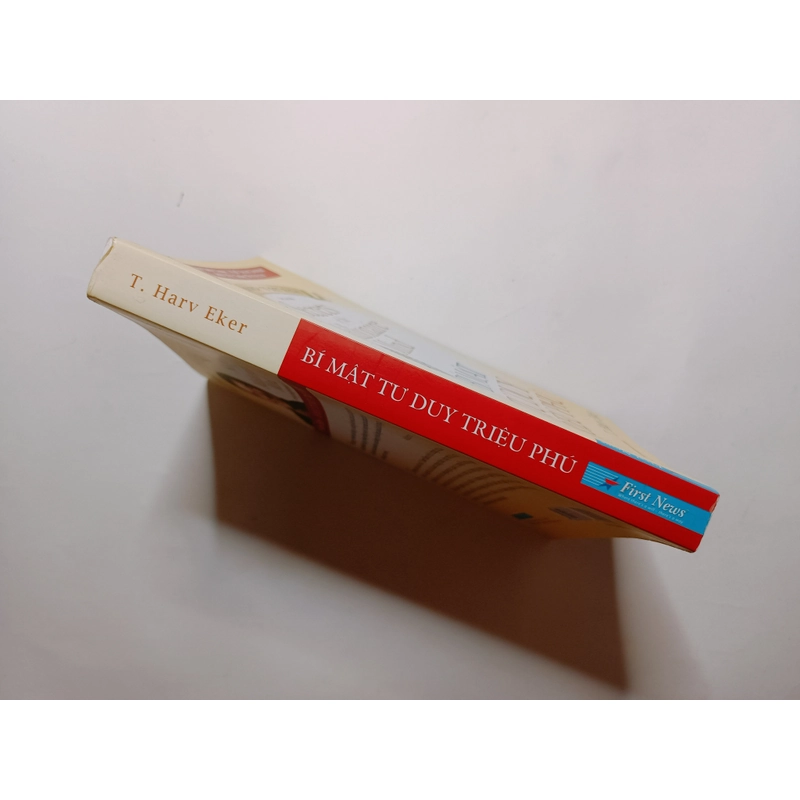 T. Harv Eker
BÍ MẬT TƯ DUY TRIỆU PHÚ
First News